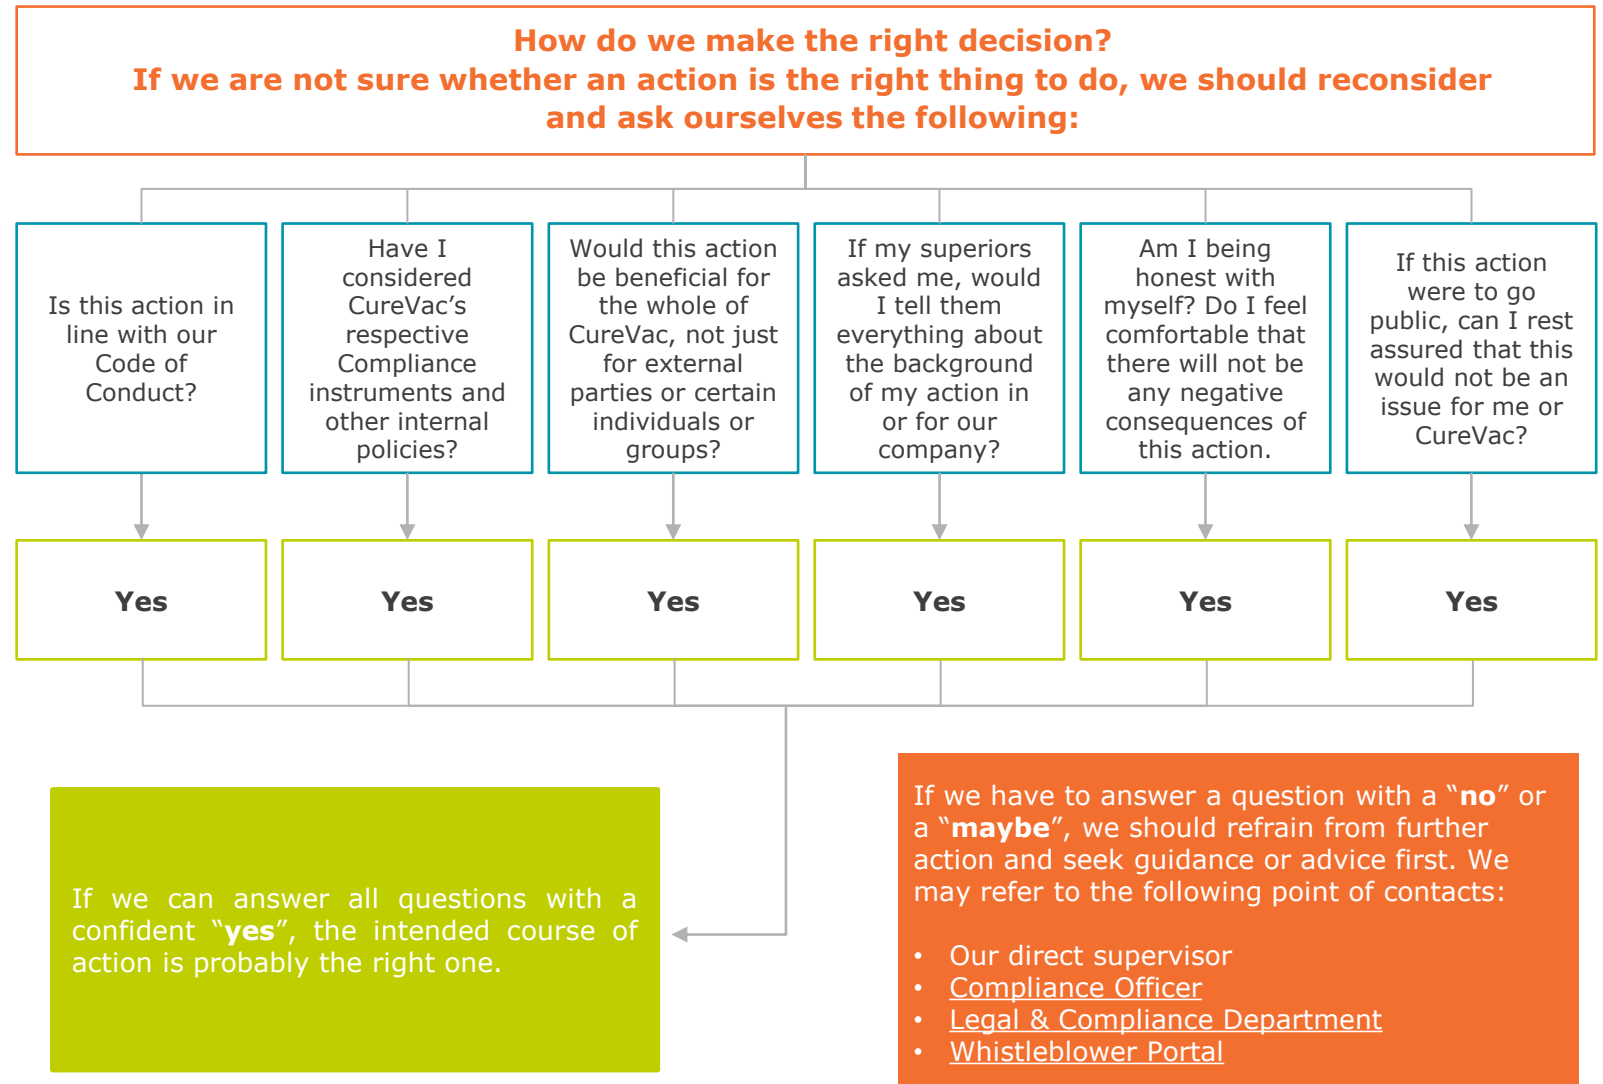 How do we make the right decision?
If we are not sure whether an action is the right thing to do, we should reconsider
and ask ourselves the following:
Is this action in
line with our
Code of
Conduct?
Have I
considered
CureVac’s
respective
Compliance
instruments and
other internal
policies?
Would this action
be beneficial for
the whole of
CureVac, not just
for external
parties or certain
individuals or
groups?
If my superiors
asked me, would
I tell them
everything about
the background
of my action in
or for our
company?
Am I being
honest with
myself? Do I feel
comfortable that
there will not be
any negative
consequences of
this action.
If this action
were to go
public, can I rest
assured that this
would not be an
issue for me or
CureVac?
Yes
Yes
Yes
Yes
Yes
Yes
If we can answer all questions with a
confident “yes”, the intended course of
action is probably the right one.
If we have to answer a question with a “no” or
a “maybe”, we should refrain from further
action and seek guidance or advice first. We
may refer to the following point of contacts:
• Our direct supervisor
• Compliance Officer
• Legal & Compliance Department
• Whistleblower Portal